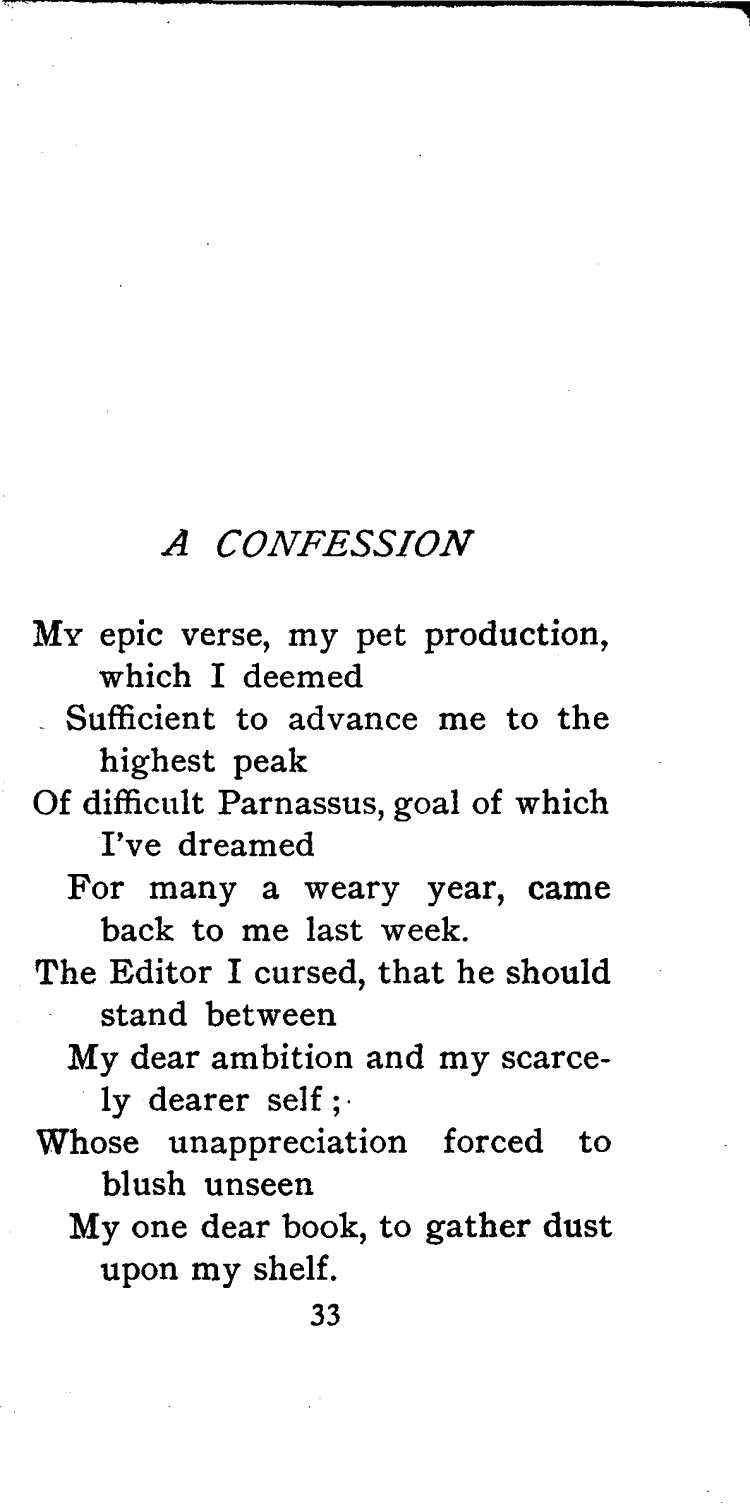 A CONFESSION
MY epic verse, my pet production,
which I deemed
Sufficient to advance me to the
highest peak
Of difficult Parnassus, goal of which
I've dreamed
For many a weary year, came
back to me last week.
The Editor I cursed, that he should
stand between
My dear ambition and my scarce-
ly dearer self;
Whose unappreciation forced to
blush unseen
My one dear book, to gather dust
upon my shelf.
33